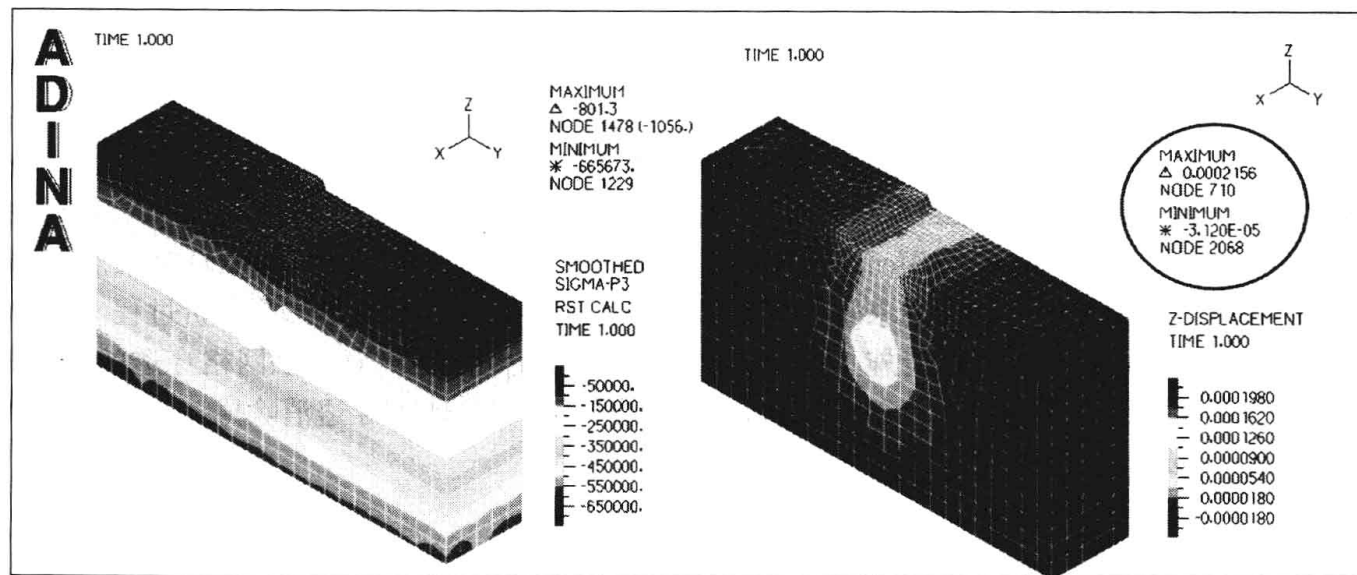 ADINA
TIME 1.000
MAXIMUM
Δ -801.3
NODE 1478 (-1056.)
MINIMUM
* -665673.
NODE 1229
Z
X
Y
SMOOTHED
SIGMA-P3
RST CALC
TIME 1.000
-50000.
-150000.
-250000.
-350000.
-450000.
-550000.
-650000.
TIME 1.000
Z
X
Y
MAXIMUM
Δ 0.0002156
NODE 710
MINIMUM
* -3.120E-05
NODE 2068
Z-DISPLACEMENT
TIME 1.000
0.0001980
0.0001620
0.0001260
0.0000900
0.0000540
0.0000180
-0.0000180